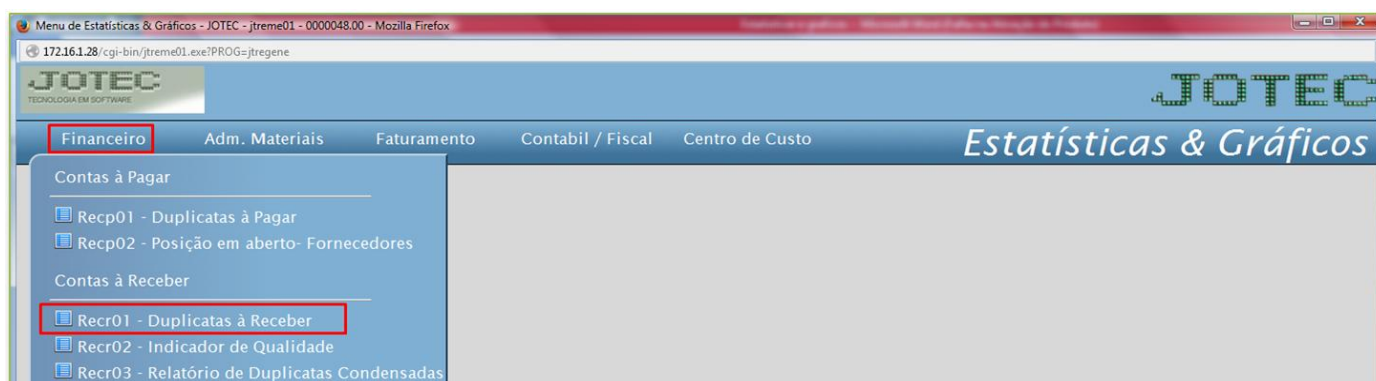 Menu de Estatísticas & Gráficos - JOTEC - jtreme01 - 0000048.00 - Mozilla Firefox
172.16.1.28/cgi-bin/jtreme01.exe?PROG=jtregene
JOTEC
TECNOLOGIA EM SOFTWARE
JOTEC
Financeiro Adm. Materiais Faturamento Contabil / Fiscal Centro de Custo Estatísticas & Gráficos
Contas à Pagar
Recp01 - Duplicatas à Pagar
Recp02 - Posição em aberto- Fornecedores
Contas à Receber
Recr01 - Duplicatas à Receber
Recr02 - Indicador de Qualidade
Recr03 - Relatório de Duplicatas Condensadas